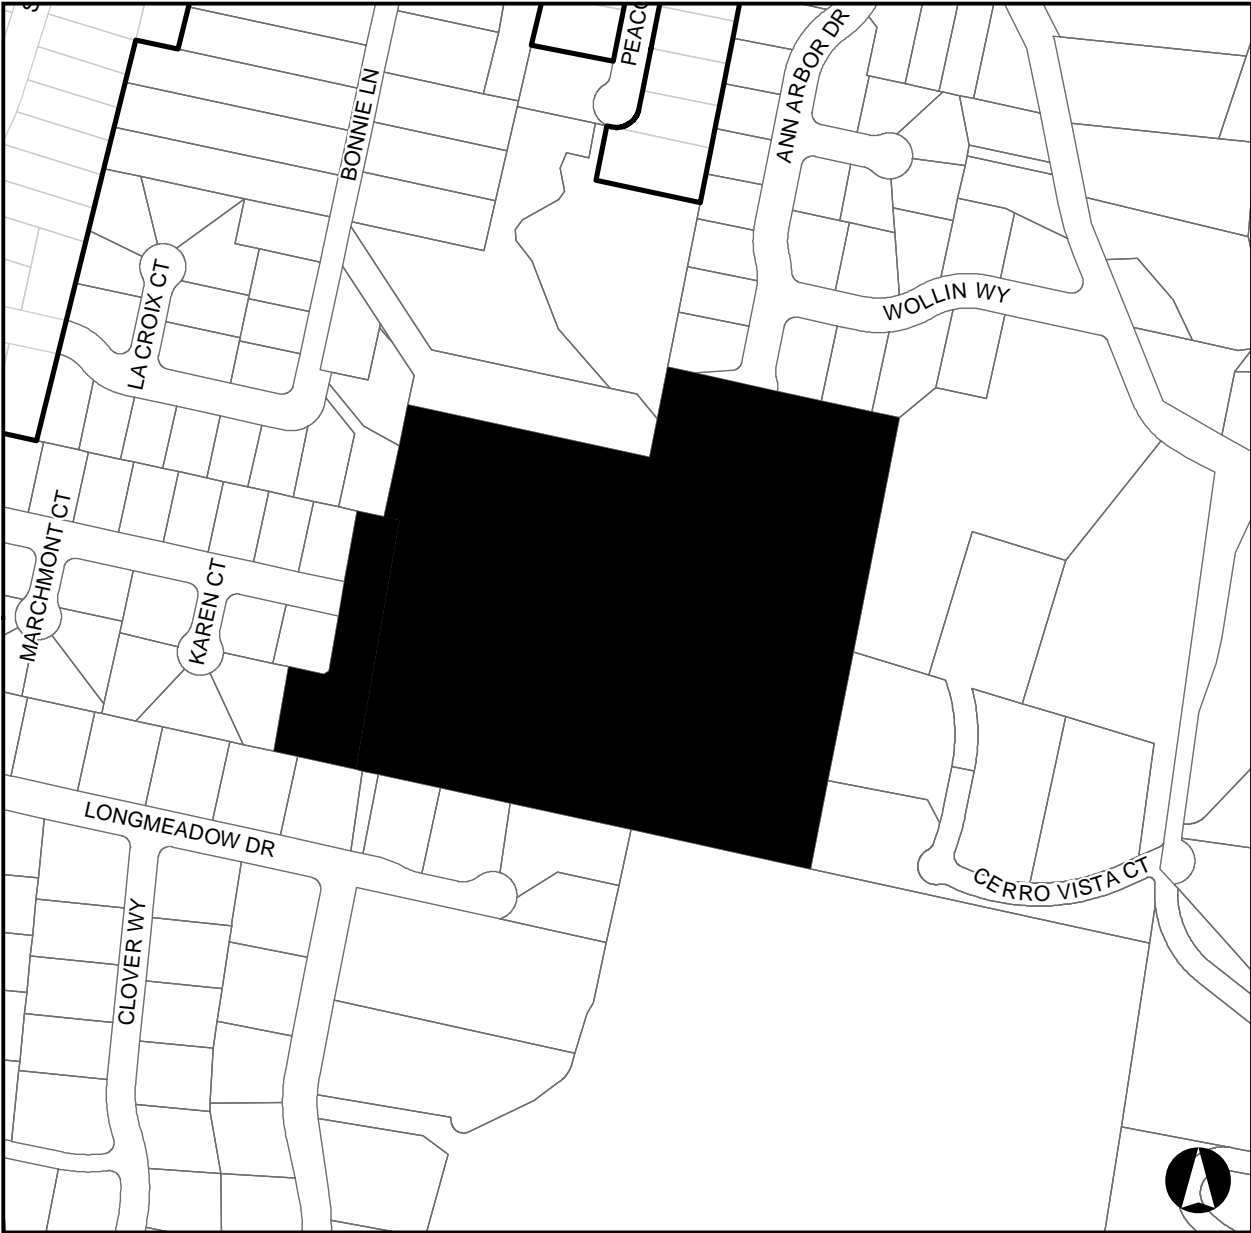 PEACO
ANN ARBOR DR
BONNIE LN
LA CROIX CT
WOLLIN WY
MARCHMONT CT
KAREN CT
LONGMEADOW DR
CERRO VISTA CT
CLOVER WY